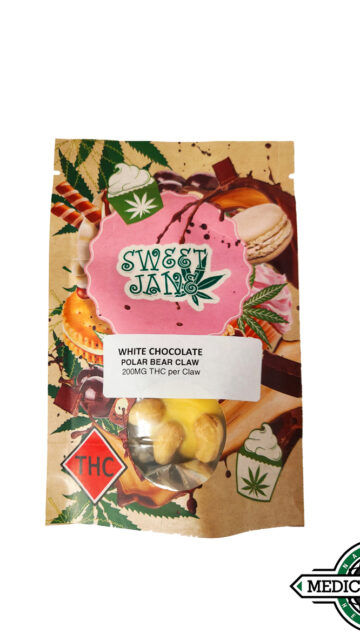 SWEET
JANE
WHITE CHOCOLATE
POLAR BEAR CLAW
200MG THC per Claw
THC
MEDIC